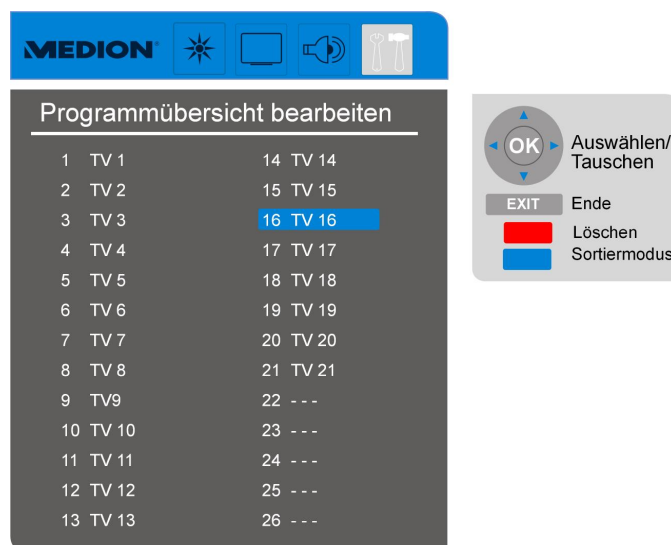 MEDION
Programmübersicht bearbeiten
1 TV 1
2 TV 2
3 TV 3
4 TV 4
5 TV 5
6 TV 6
7 TV 7
8 TV 8
9 TV9
10 TV 10
11 TV 11
12 TV 12
13 TV 13
14 TV 14
15 TV 15
16 TV 16
17 TV 17
18 TV 18
19 TV 19
20 TV 20
21 TV 21
22 - - -
23 - - -
24 - - -
25 - - -
26 - - -
OK
Auswählen/
Tauschen
EXIT Ende
Löschen
Sortiermodus